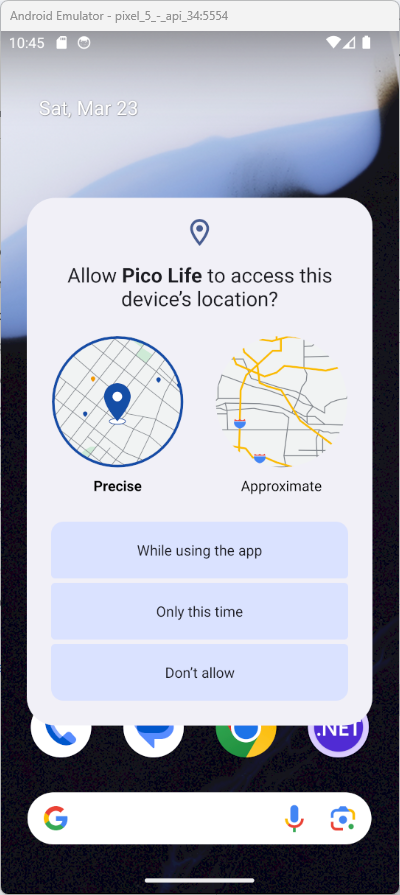 Android Emulator - pixel_5_-_api_34:5554
10:45
Sat, Mar 23
Allow Pico Life to access this
device's location?
Precise
Approximate
While using the app
Only this time
Don't allow
.NET
G